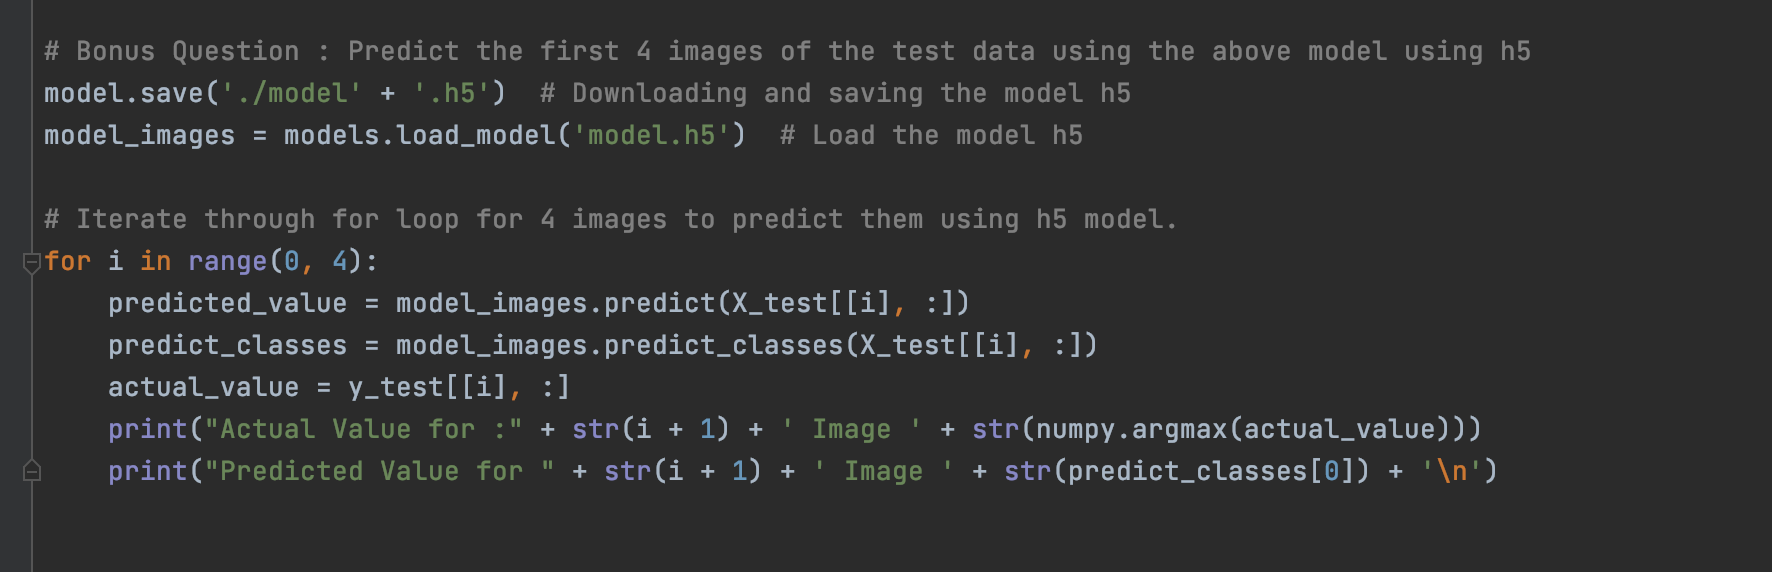 # Bonus Question : Predict the first 4 images of the test data using the above model using h5
model.save('./model' + '.h5')  # Downloading and saving the model h5
model_images = models.load_model('model.h5')  # Load the model h5
# Iterate through for loop for 4 images to predict them using h5 model.
for i in range(0, 4):
    predicted_value = model_images.predict(X_test[[i], :])
    predict_classes = model_images.predict_classes(X_test[[i], :])
    actual_value = y_test[[i], :]
    print("Actual Value for :" + str(i + 1) + ' Image ' + str(numpy.argmax(actual_value)))
    print("Predicted Value for " + str(i + 1) + ' Image ' + str(predict_classes[0]) + '\n')